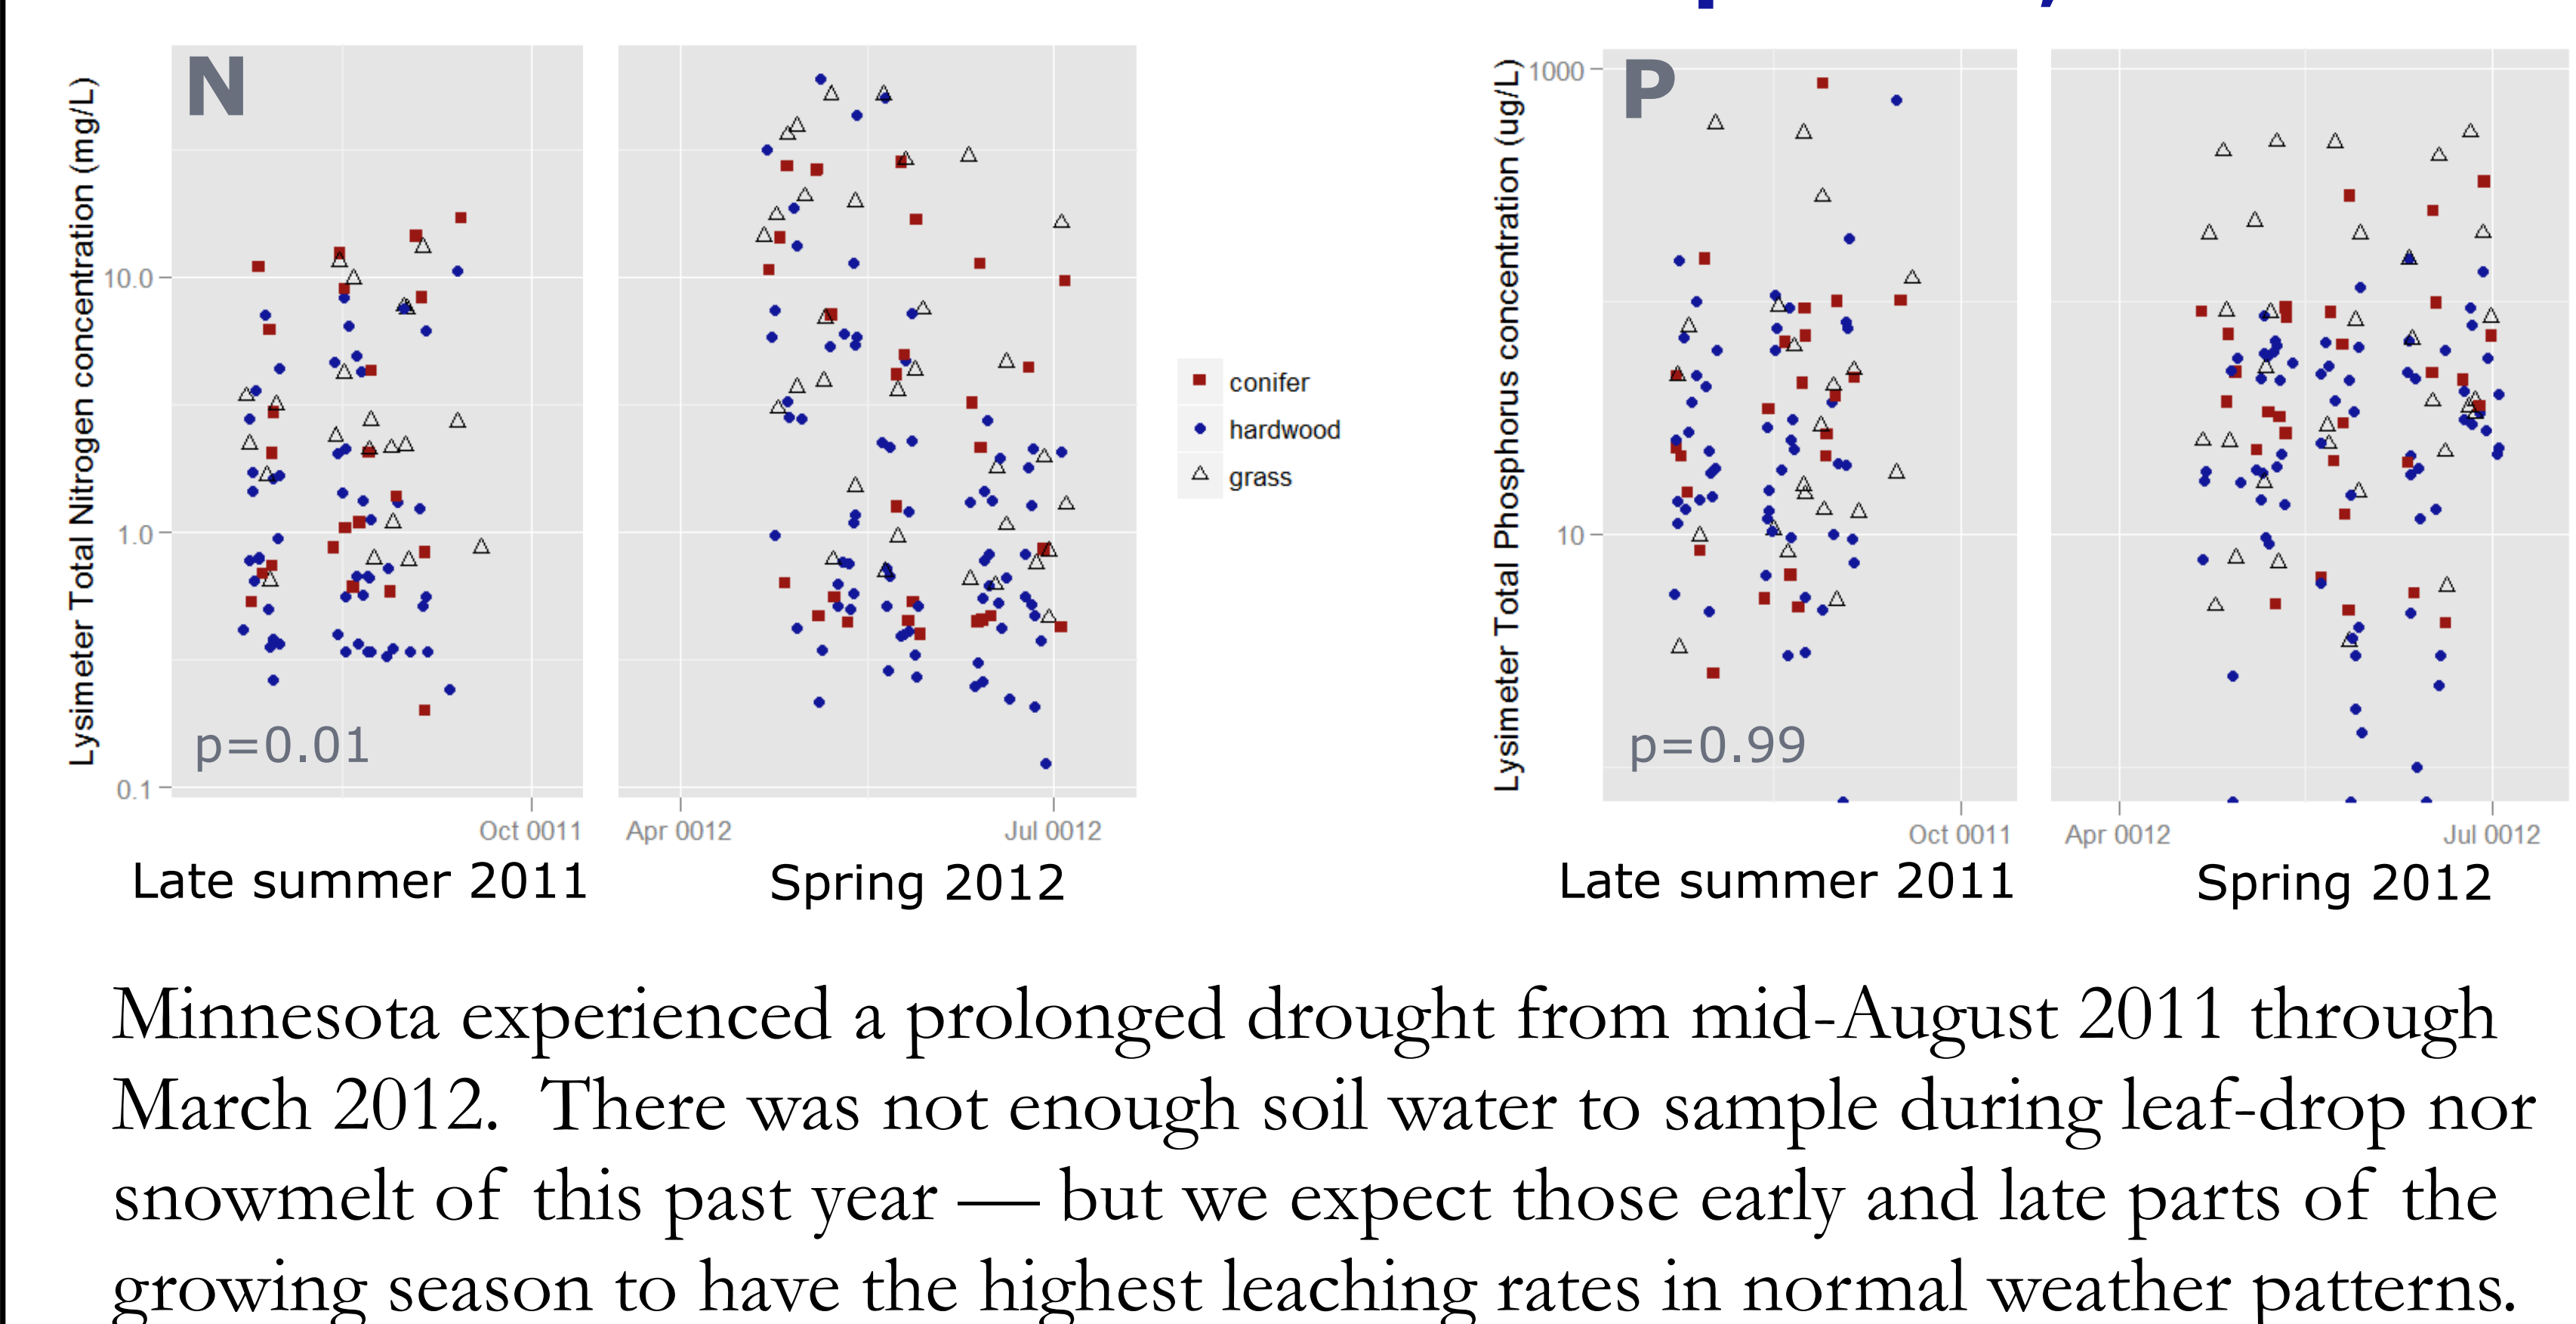 N
Lysimeter Total Nitrogen concentration (mg/L)
10.0
1.0
0.1
p=0.01
Oct 0011
Apr 0012
Jul 0012
Late summer 2011
Spring 2012
conifer
hardwood
grass
P
Lysimeter Total Phosphorus concentration (ug/L)
1000
10
p=0.99
Oct 0011
Apr 0012
Jul 0012
Late summer 2011
Spring 2012
Minnesota experienced a prolonged drought from mid-August 2011 through
March 2012. There was not enough soil water to sample during leaf-drop nor
snowmelt of this past year — but we expect those early and late parts of the
growing season to have the highest leaching rates in normal weather patterns.